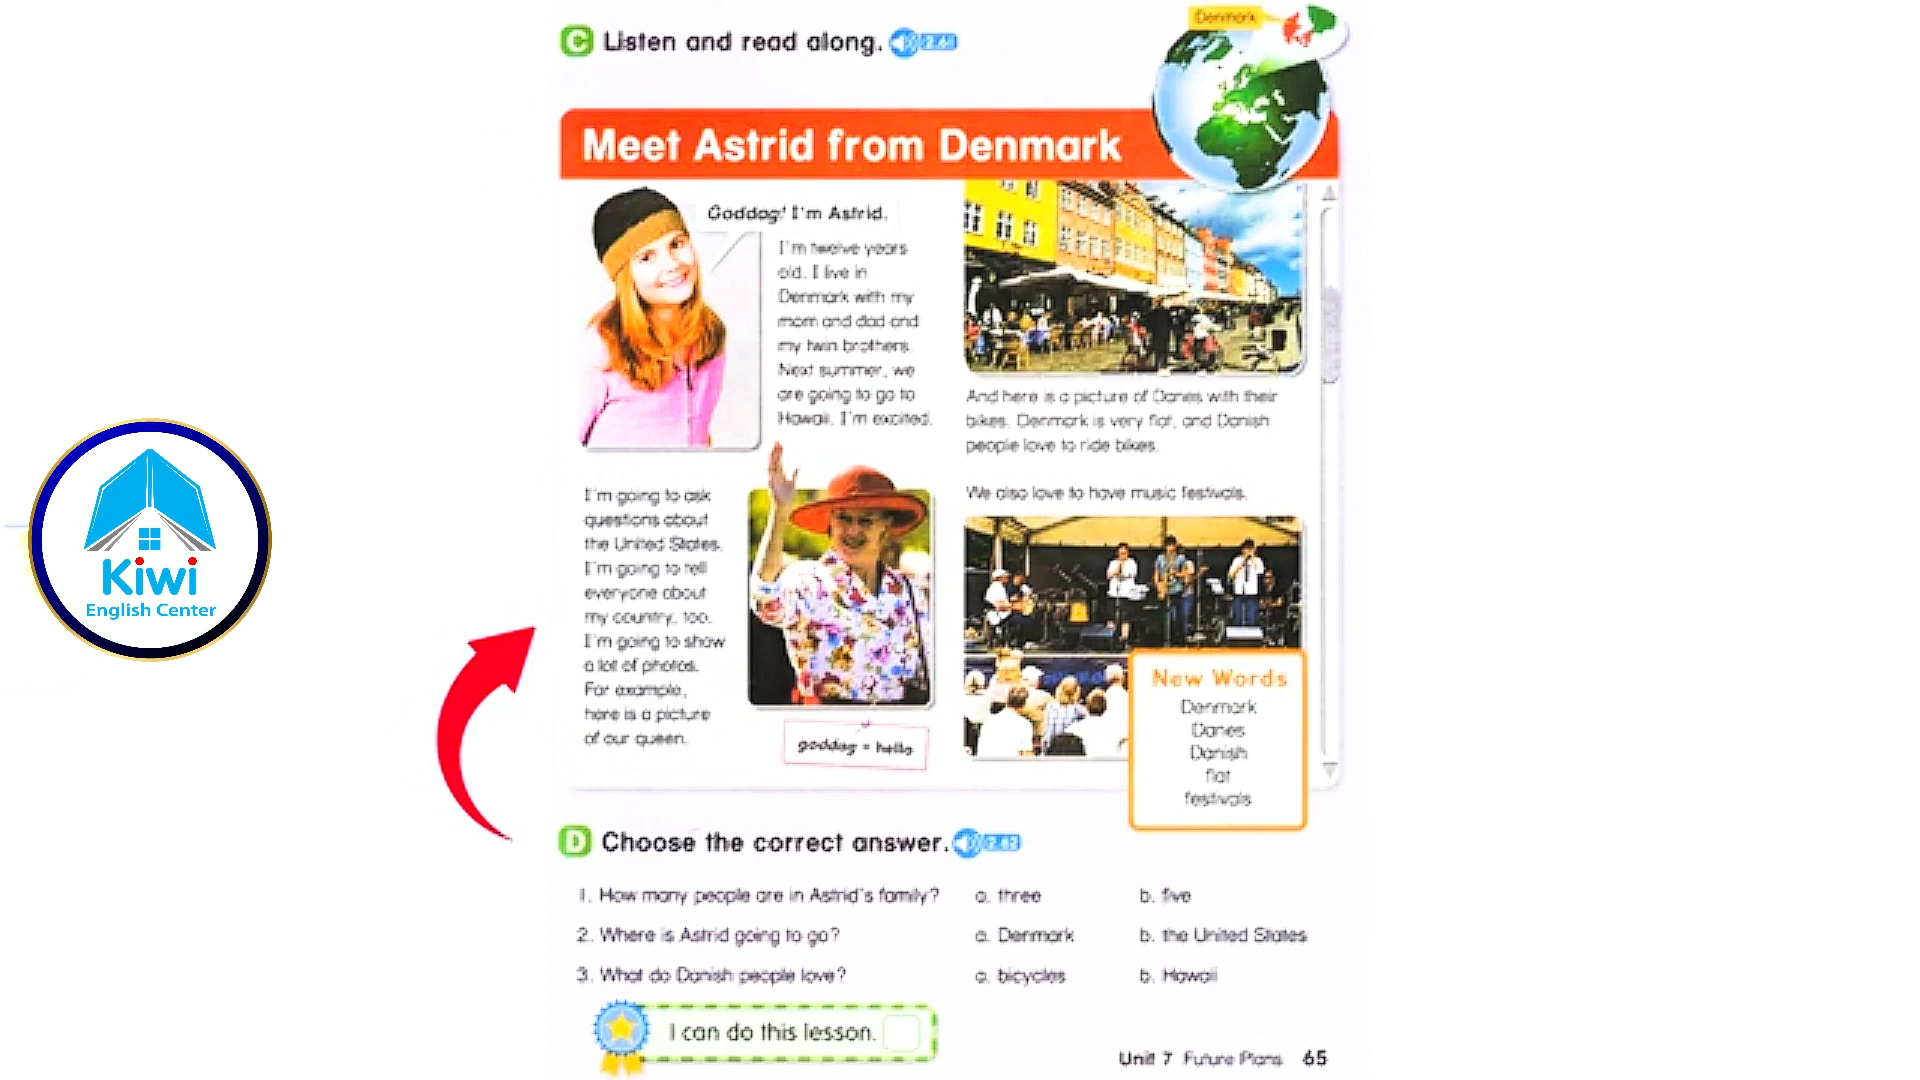 C Listen and read along. 2.61
Denmark
Meet Astrid from Denmark
Goddag! I'm Astrid.
I'm twelve years
old. I live in
Denmark with my
mom and dad and
my twin brothers.
Next summer, we
are going to go to
Hawaii. I'm excited.
I'm going to ask
questions about
the United States.
I'm going to tell
everyone about
my country, too.
I'm going to show
a lot of photos.
For example,
here is a picture
of our queen.
goddag = hello
And here is a picture of Danes with their
bikes. Denmark is very flat, and Danish
people love to ride bikes.
We also love to have music festivals.
New Words
Denmark
Danes
Danish
flat
festivals
D Choose the correct answer. 2.62
1. How many people are in Astrid's family? a. three b. five
2. Where is Astrid going to go? a. Denmark b. the United States
3. What do Danish people love? a. bicycles b. Hawaii
I can do this lesson.
Unit 7 Future Plans 65
Kiwi
English Center